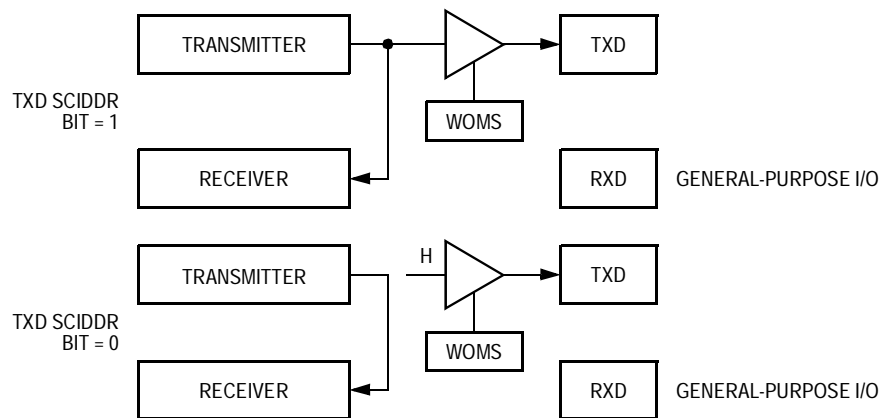 TRANSMITTER
TXD
TXD SCIDDR
BIT = 1
WOMS
RECEIVER
RXD
GENERAL-PURPOSE I/O
TRANSMITTER
H
TXD
TXD SCIDDR
BIT = 0
WOMS
RECEIVER
RXD
GENERAL-PURPOSE I/O